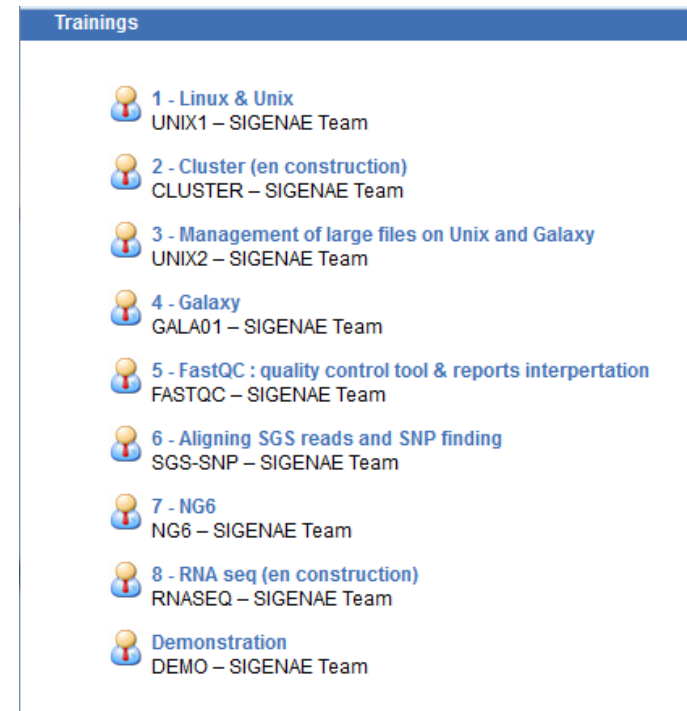 Trainings
1 - Linux & Unix
UNIX1 – SIGENAE Team
2 - Cluster (en construction)
CLUSTER – SIGENAE Team
3 - Management of large files on Unix and Galaxy
UNIX2 – SIGENAE Team
4 - Galaxy
GALA01 – SIGENAE Team
5 - FastQC : quality control tool & reports interpertation
FASTQC – SIGENAE Team
6 - Aligning SGS reads and SNP finding
SGS-SNP – SIGENAE Team
7 - NG6
NG6 – SIGENAE Team
8 - RNA seq (en construction)
RNASEQ – SIGENAE Team
Demonstration
DEMO – SIGENAE Team